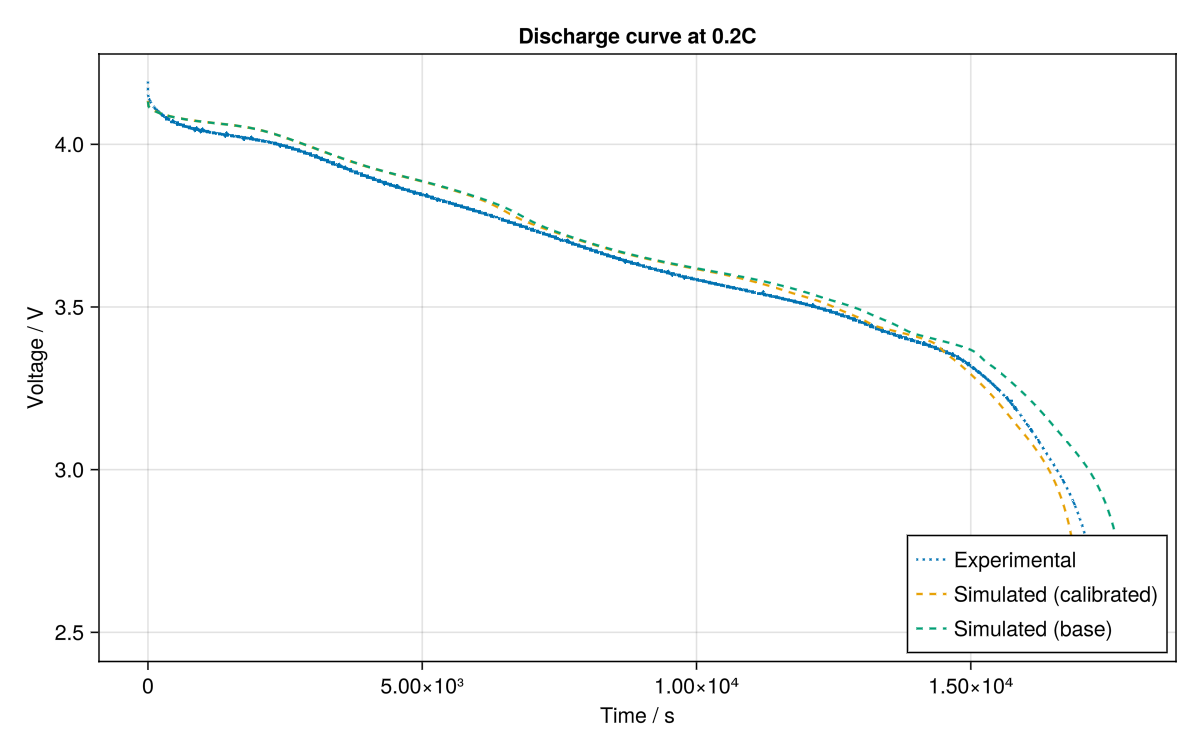 Discharge curve at 0.2C
Voltage / V
4.0
3.5
3.0
2.5
0
5.00×10³
1.00×10⁴
1.50×10⁴
Time / s
Experimental
Simulated (calibrated)
Simulated (base)